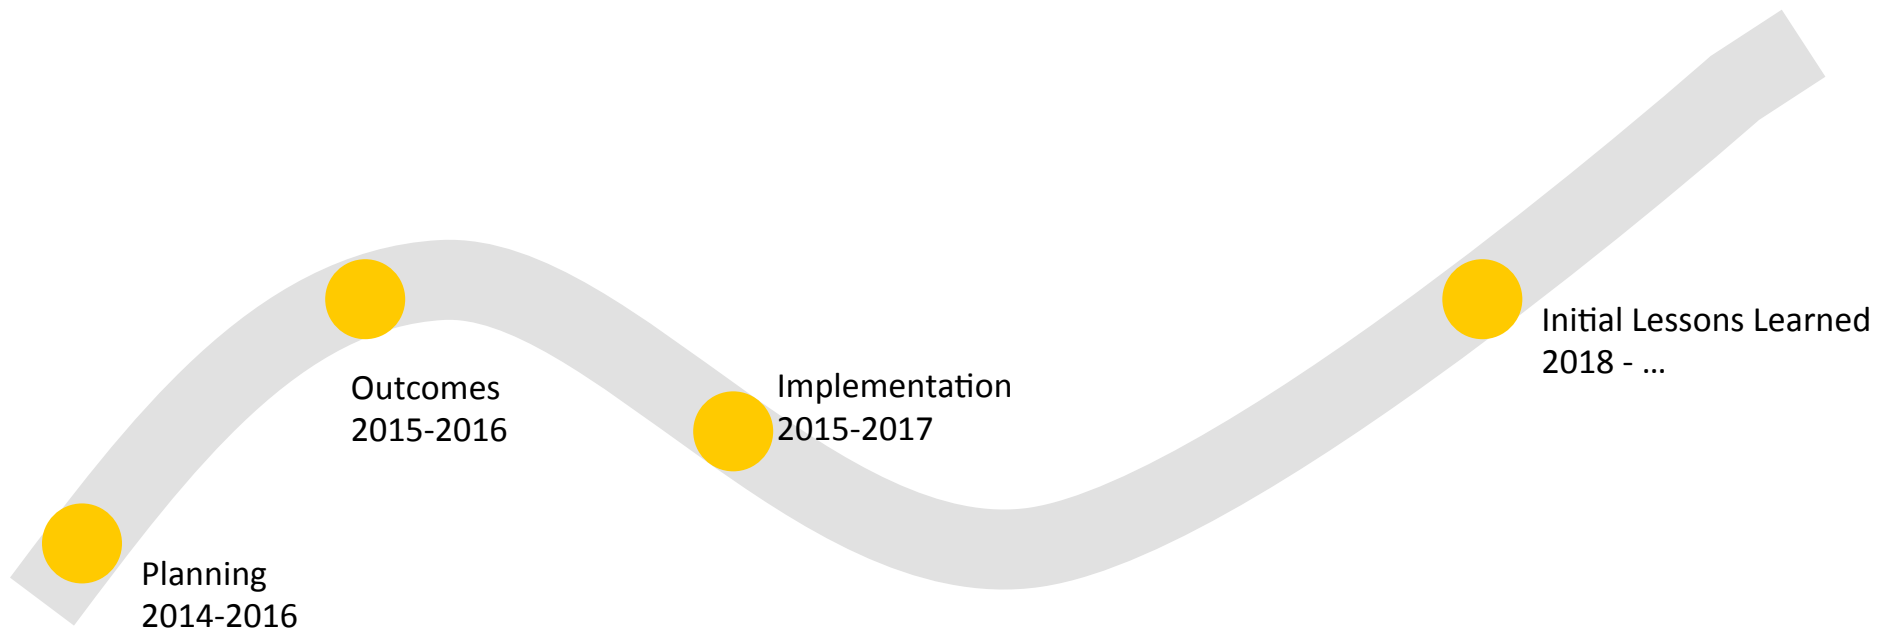 Planning
2014-2016
Outcomes
2015-2016
Implementation
2015-2017
Initial Lessons Learned
2018 - ...